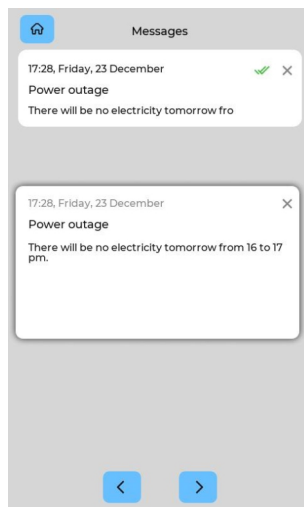 Messages
17:28, Friday, 23 December
Power outage
There will be no electricity tomorrow fro
17:28, Friday, 23 December
Power outage
There will be no electricity tomorrow from 16 to 17
pm.